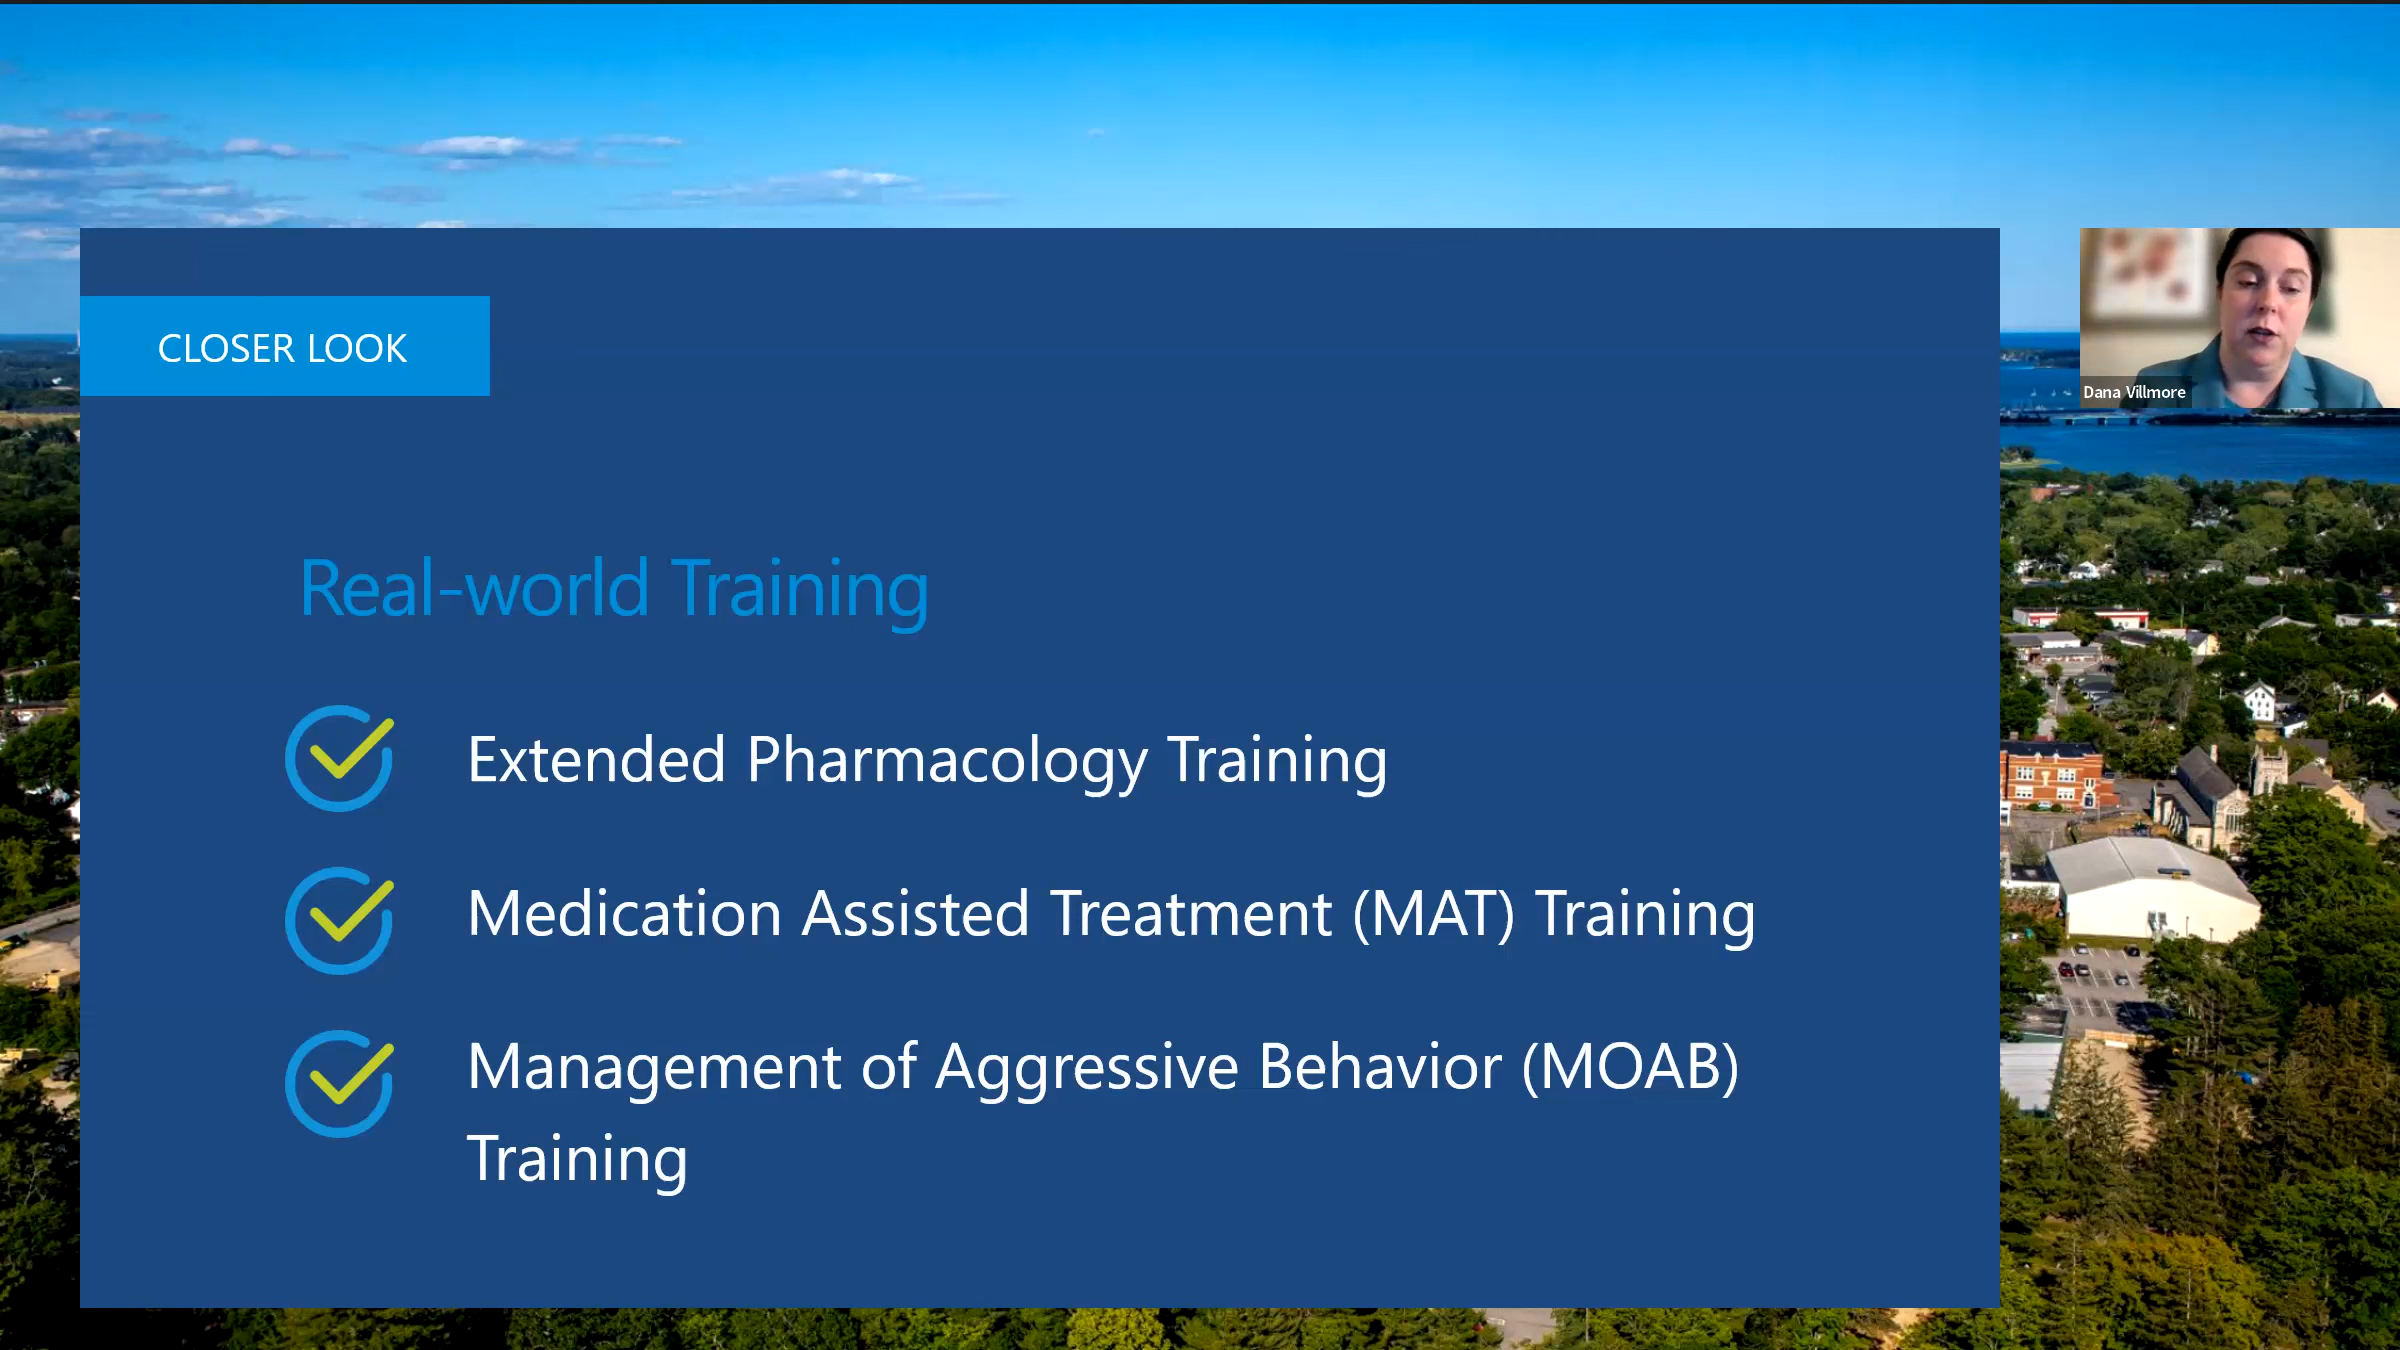 CLOSER LOOK
Dana Villmore
Real-world Training
Extended Pharmacology Training
Medication Assisted Treatment (MAT) Training
Management of Aggressive Behavior (MOAB)
Training